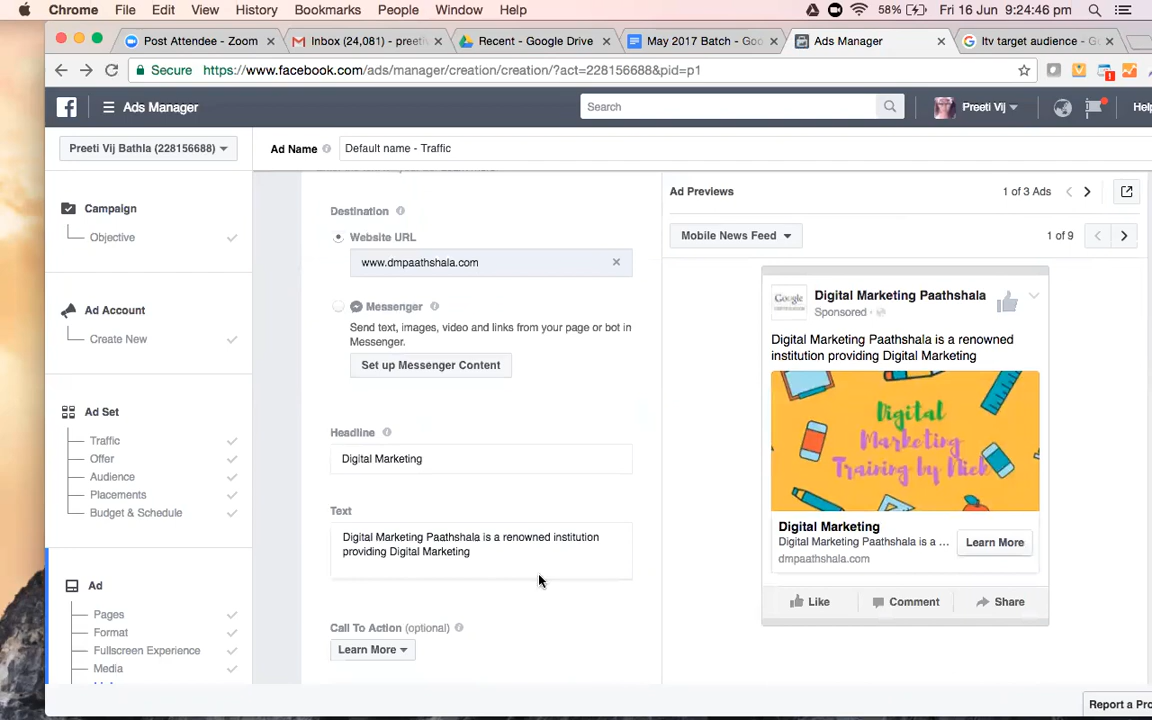 Chrome File Edit View History Bookmarks People Window Help 58% Fri 16 Jun 9:24:46 pm
Post Attendee - Zoom × Inbox (24,081) - preeti × Recent - Google Drive × May 2017 Batch - Goo × Ads Manager × ltv target audience - G ×
Secure https://www.facebook.com/ads/manager/creation/creation/?act=228156688&pid=p1
Ads Manager Search Preeti Vij Help
Preeti Vij Bathla (228156688) Ad Name Default name - Traffic
Campaign
Objective
Ad Account
Create New
Ad Set
Traffic
Offer
Audience
Placements
Budget & Schedule
Ad
Pages
Format
Fullscreen Experience
Media
Destination
Website URL
www.dmpaathshala.com ×
Messenger
Send text, images, video and links from your page or bot in
Messenger.
Set up Messenger Content
Headline
Digital Marketing
Text
Digital Marketing Paathshala is a renowned institution
providing Digital Marketing
Call To Action (optional)
Learn More
Ad Previews 1 of 3 Ads
Mobile News Feed 1 of 9
Google
Digital Marketing Paathshala
Sponsored ·
Digital Marketing Paathshala is a renowned
institution providing Digital Marketing
Digital
Marketing
Training by Nick
Digital Marketing
Digital Marketing Paathshala is a ...
dmpaathshala.com
Learn More
Like Comment Share
Report a Pro